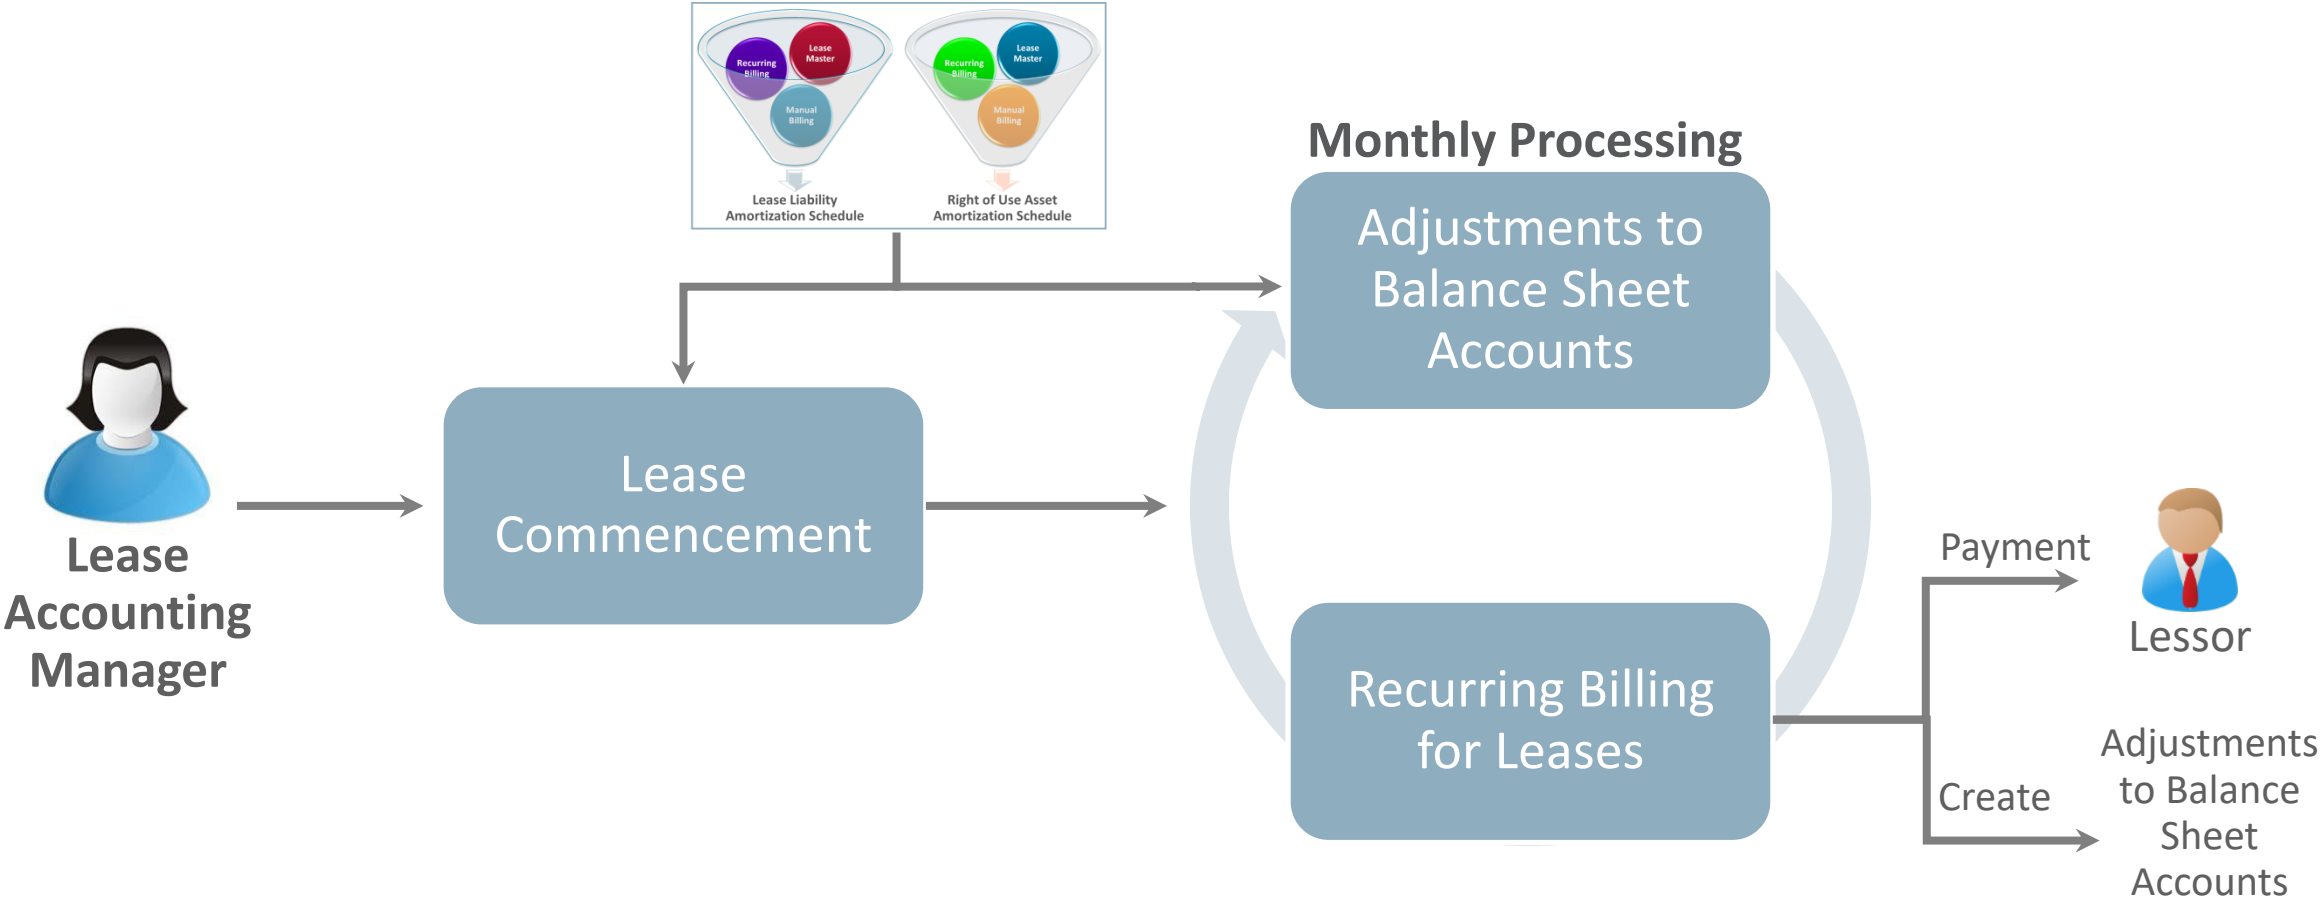 Recurring
Billing
Lease
Master
Manual
Billing
Lease Liability
Amortization Schedule
Recurring
Billing
Lease
Master
Manual
Billing
Right of Use Asset
Amortization Schedule
Monthly Processing
Adjustments to
Balance Sheet
Accounts
Lease
Accounting
Manager
Lease
Commencement
Recurring Billing
for Leases
Payment
Lessor
Create
Adjustments
to Balance
Sheet
Accounts